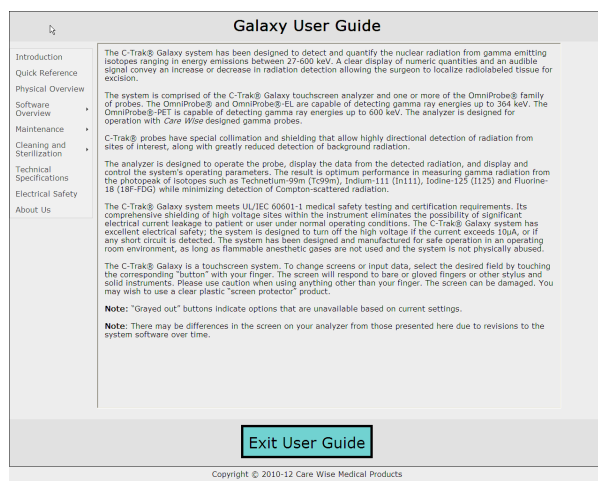 Galaxy User Guide
Introduction
Quick Reference
Physical Overview
Software
Overview
Maintenance
Cleaning and
Sterilization
Technical
Specifications
Electrical Safety
About Us
The C-Trak® Galaxy system has been designed to detect and quantify the nuclear radiation from gamma emitting
isotopes ranging in energy emissions between 27-600 keV. A clear display of numeric quantities and an audible
signal convey an increase or decrease in radiation detection allowing the surgeon to localize radiolabeled tissue for
excision.
The system is comprised of the C-Trak® Galaxy touchscreen analyzer and one or more of the OmniProbe® family
of probes. The OmniProbe® and OmniProbe®-EL are capable of detecting gamma ray energies up to 364 keV. The
OmniProbe®-PET is capable of detecting gamma ray energies up to 600 keV. The analyzer is designed for
operation with Care Wise designed gamma probes.
C-Trak® probes have special collimation and shielding that allow highly directional detection of radiation from
sites of interest, along with greatly reduced detection of background radiation.
The analyzer is designed to operate the probe, display the data from the detected radiation, and display and
control the system's operating parameters. The result is optimum performance in measuring gamma radiation from
the photopeak of isotopes such as Technetium-99m (Tc99m), Indium-111 (In111), Iodine-125 (I125) and Fluorine-
18 (18F-FDG) while minimizing detection of Compton-scattered radiation.
The C-Trak® Galaxy system meets UL/IEC 60601-1 medical safety testing and certification requirements. Its
comprehensive shielding of high voltage sites within the instrument eliminates the possibility of significant
electrical current leakage to patient or user under normal operating conditions. The C-Trak® Galaxy system has
excellent electrical safety; the system is designed to turn off the high voltage if the current exceeds 10µA, or if
any short circuit is detected. The system has been designed and manufactured for safe operation in an operating
room environment, as long as flammable anesthetic gases are not used and the system is not physically abused.
The C-Trak® Galaxy is a touchscreen system. To change screens or input data, select the desired field by touching
the corresponding "button" with your finger. The screen will respond to bare or gloved fingers or other stylus and
solid instruments. Please use caution when using anything other than your finger. The screen can be damaged. You
may wish to use a clear plastic "screen protector" product.
Note: "Grayed out" buttons indicate options that are unavailable based on current settings.
Note: There may be differences in the screen on your analyzer from those presented here due to revisions to the
system software over time.
Exit User Guide
Copyright © 2010-12 Care Wise Medical Products